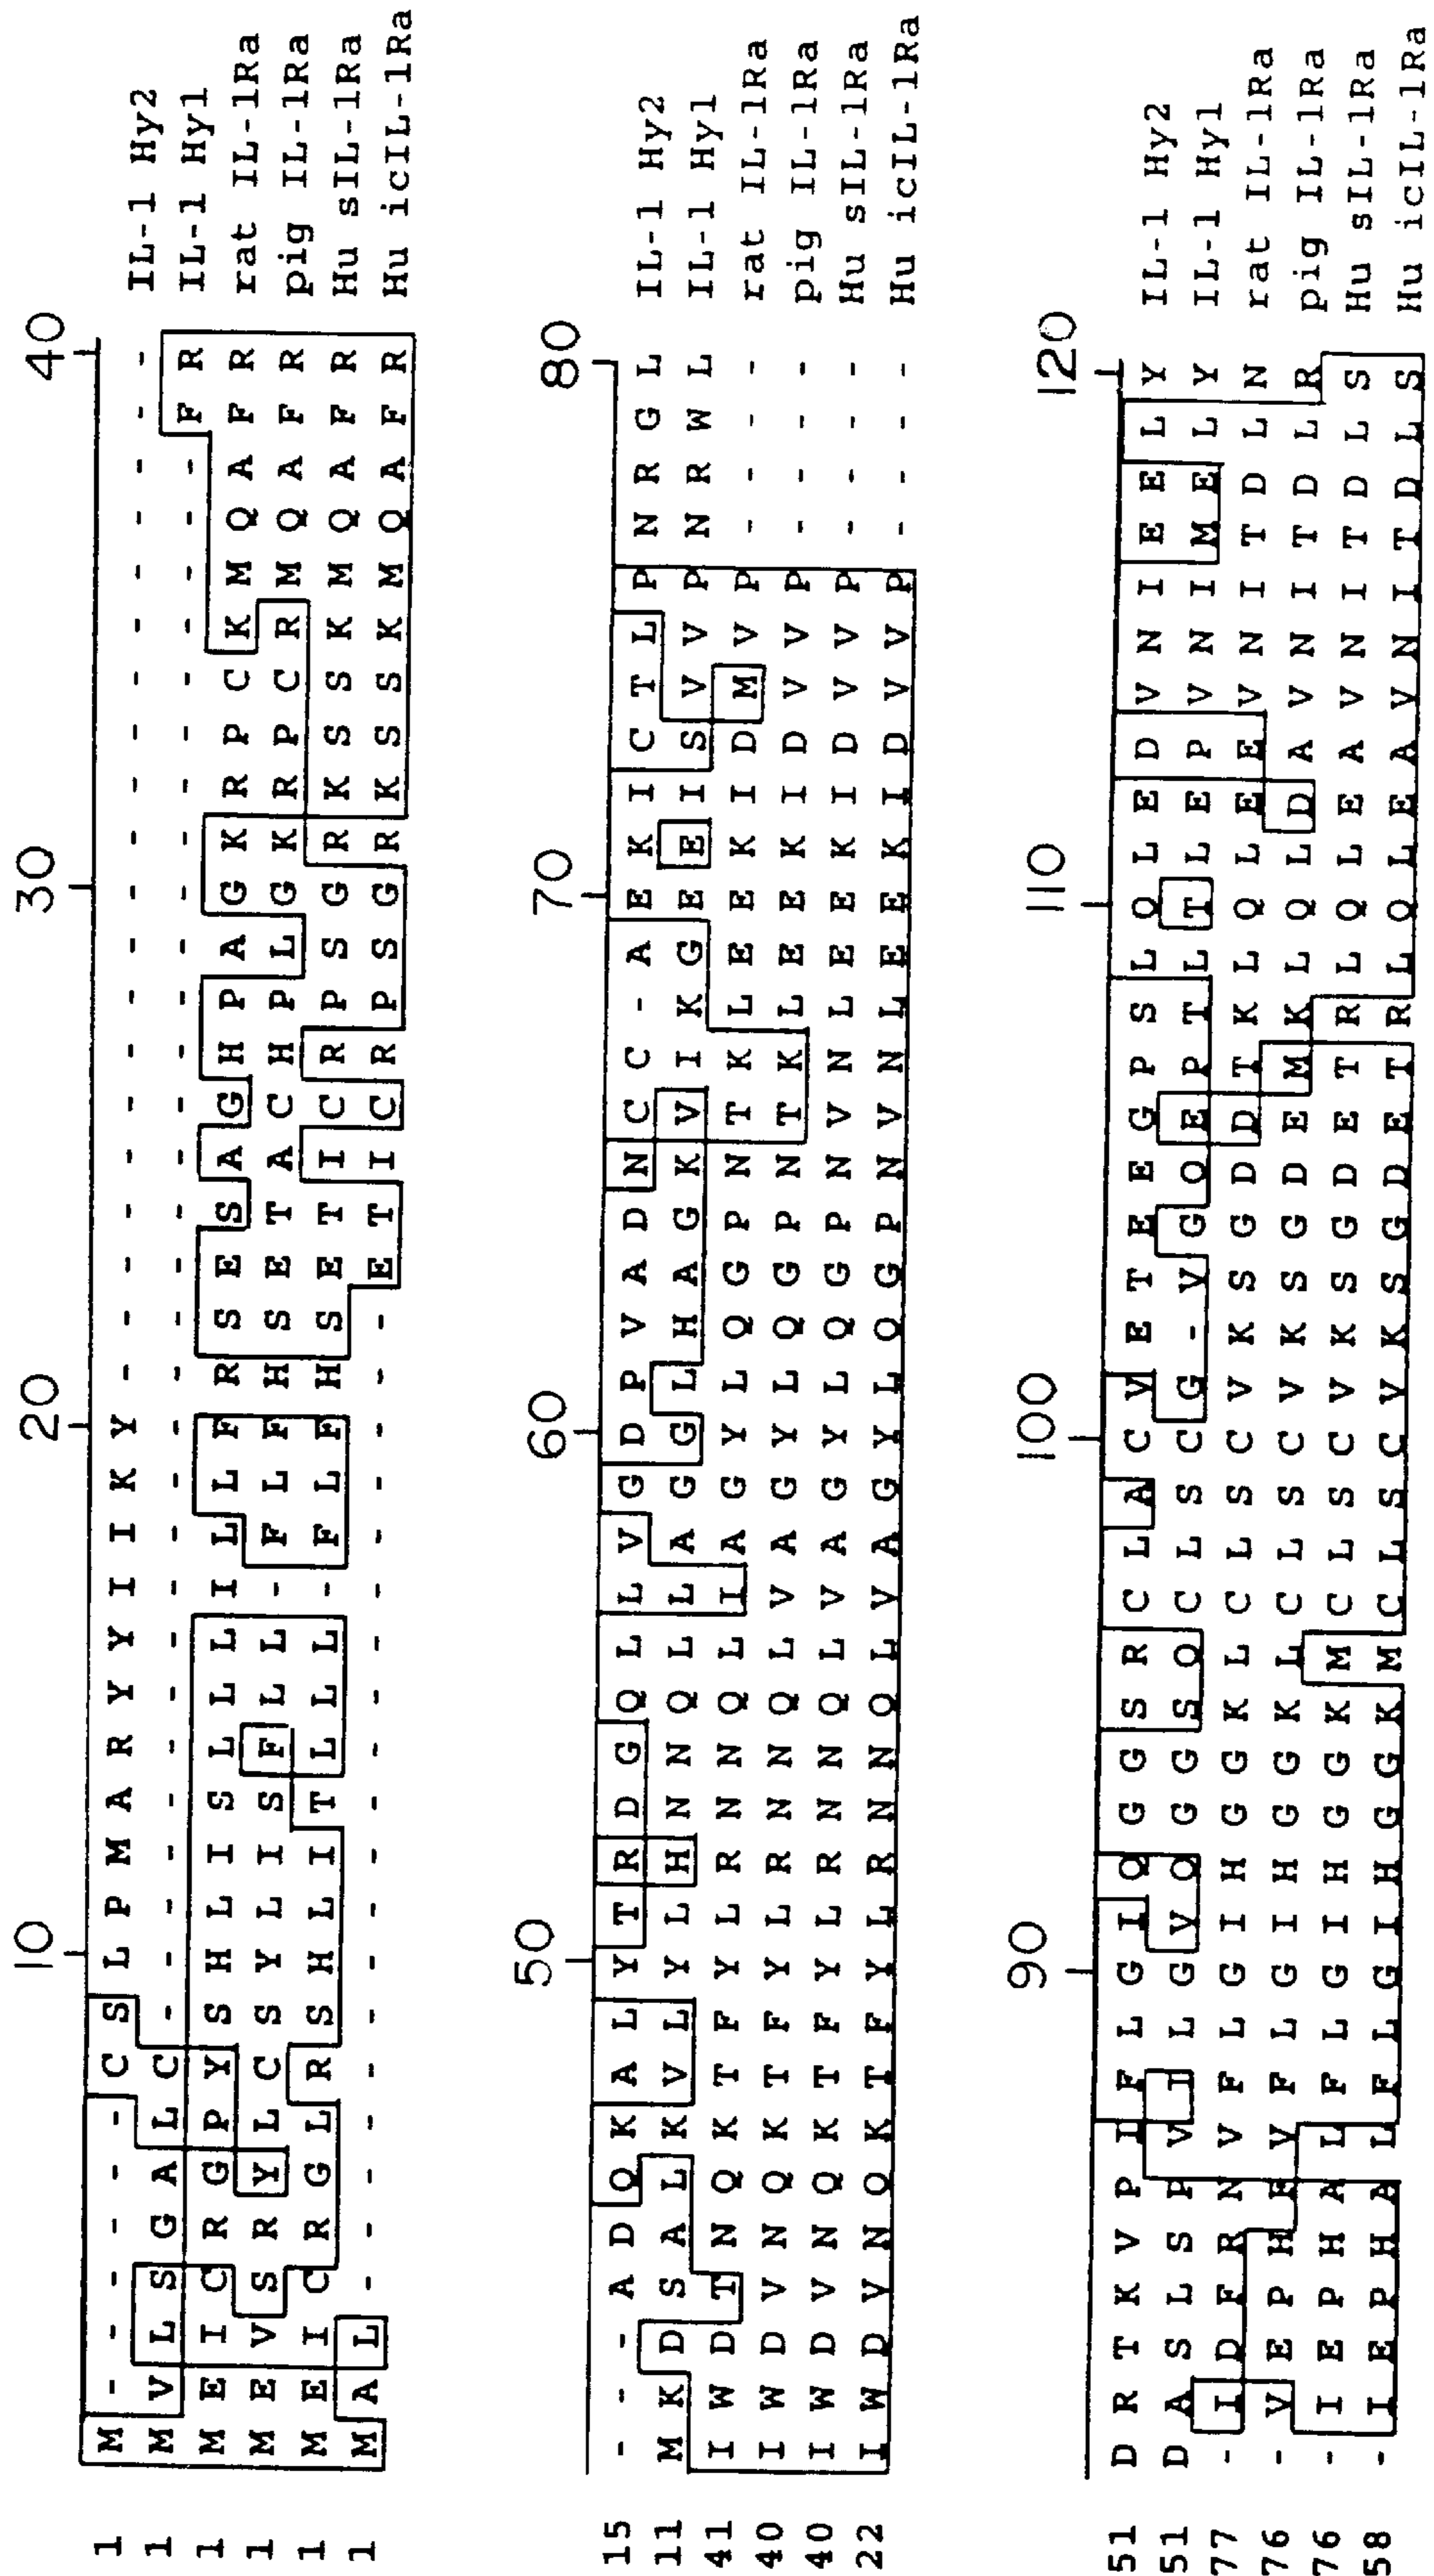 10 20 30 40
1 M - - - - - - C S L P M A R Y Y I I K Y - - - - - - - - - - - - - - - - - - - - IL-1 Hy2
1 M V L S G A L C - - - - - - - - - - - - - - - - - - - - - - - - - - - - - - F R IL-1 Hy1
1 M E I C R G P Y S H L I S L L L I L L F R S E S A G H P A G K R P C K M Q A F R rat IL-1Ra
1 M E V S R Y L C S Y L I S F L L - F L F H S E T A C H P L G K R P C R M Q A F R pig IL-1Ra
1 M E I C R G L R S H L I T L L L - F L F H S E T I C R P S G R K S S K M Q A F R Hu sIL-1Ra
1 M A L - - - - - - - - - - - - - - - - - - - E T I C R P S G R K S S K M Q A F R Hu icIL-1Ra
50 60 70 80
15 - - - A D Q K A L Y T R D G Q L L V G D P V A D N C C - A E K I C T L P N R G L IL-1 Hy2
11 M K D S A L K V L Y L H N N Q L L A G G L H A G K V I K G E E I S V V P N R W L IL-1 Hy1
41 I W D T N Q K T F Y L R N N Q L I A G Y L Q G P N T K L E E K I D M V P - - - - rat IL-1Ra
40 I W D V N Q K T F Y L R N N Q L V A G Y L Q G P N T K L E E K I D V V P - - - - pig IL-1Ra
40 I W D V N Q K T F Y L R N N Q L V A G Y L Q G P N V N L E E K I D V V P - - - - Hu sIL-1Ra
22 I W D V N Q K T F Y L R N N Q L V A G Y L Q G P N V N L E E K I D V V P - - - - Hu icIL-1Ra
90 100 110 120
51 D R T K V P I F L G I Q G G S R C L A C V E T E E G P S L Q L E D V N I E E L Y IL-1 Hy2
51 D A S L S P V I L G V Q G G S Q C L S C G - V G Q E P T L T L E P V N I M E L Y IL-1 Hy1
77 - I D F R N V F L G I H G G K L C L S C V K S G D D T K L Q L E E V N I T D L N rat IL-1Ra
76 - V E P H E V F L G I H G G K L C L S C V K S G D E M K L Q L D A V N I T D L R pig IL-1Ra
76 - I E P H A L F L G I H G G K M C L S C V K S G D E T R L Q L E A V N I T D L S Hu sIL-1Ra
58 - I E P H A L F L G I H G G K M C L S C V K S G D E T R L Q L E A V N I T D L S Hu icIL-1Ra